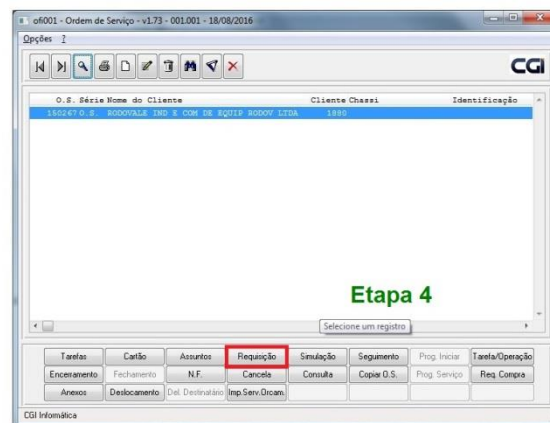 ofi001 - Ordem de Serviço - v1.73 - 001.001 - 18/08/2016
Opções ?
CGI
O.S. Série Nome do Cliente Cliente Chassi Identificação
150267 O.S. RODOVALE IND E COM DE EQUIP RODOV LTDA 1880
Etapa 4
Selecione um registro
Tarefas Cartão Assuntos Requisição Simulação Seguimento Prog. Iniciar Tarefa/Operação
Encerramento Fechamento N.F. Cancela Consulta Copiar O.S. Prog. Serviço Req. Compra
Anexos Deslocamento Del. Destinatário Imp.Serv.Orcam.
CGI Informática